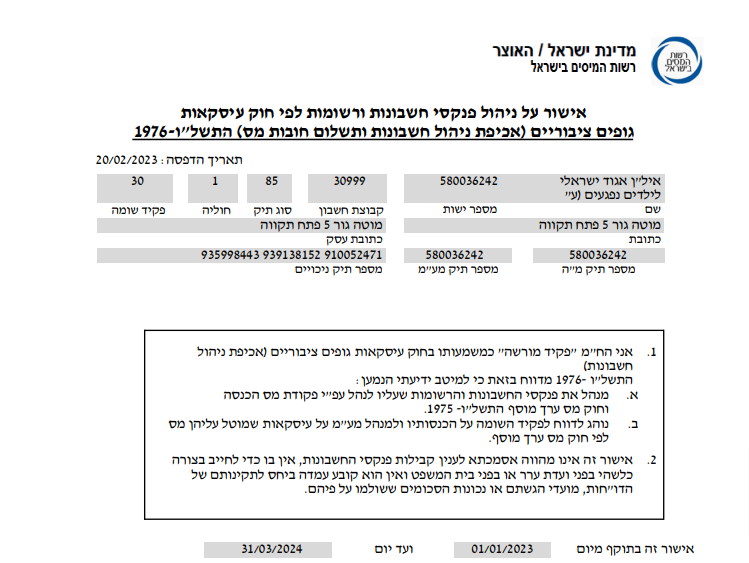 מדינת ישראל / האוצר
רשות המיסים בישראל
רשות
המסים
בישראל
אישור על ניהול פנקסי חשבונות ורשומות לפי חוק עיסקאות
גופים ציבוריים (אכיפת ניהול חשבונות ותשלום חובות מס) התשל''ו-1976
תאריך הדפסה : 20/02/2023
איל''ן אגוד ישראלי 580036242 30999 85 1 30
לילדים נפגעים (ע''
שם מספר ישות קבוצת חשבון סוג תיק חוליה פקיד שומה
מוטה גור 5 פתח תקווה מוטה גור 5 פתח תקווה
כתובת כתובת עסק
580036242 580036242 935998443 939138152 910052471
מספר תיק מ''ה מספר תיק מע''מ מספר תיק ניכויים
1. אני הח''מ ''פקיד מורשה'' כמשמעותו בחוק עיסקאות גופים ציבוריים (אכיפת ניהול
חשבונות)
התשל''ו -1976 מדווח בזאת כי למיטב ידיעתי הנמען :
א. מנהל את פנקסי החשבונות והרשומות שעליו לנהל עפ''י פקודת מס הכנסה
וחוק מס ערך מוסף התשל''ו- 1975.
ב. נוהג לדווח לפקיד השומה על הכנסותיו ולמנהל מע''מ על עיסקאות שמוטל עליהן מס
לפי חוק מס ערך מוסף.
2. אישור זה אינו מהווה אסמכתא לענין קבילות פנקסי החשבונות, אין בו כדי לחייב בצורה
כלשהי בפני ועדת ערר או בפני בית המשפט ואין הוא קובע עמדה ביחס לתקינותם של
הדו''חות, מועדי הגשתם או נכונות הסכומים ששולמו על פיהם.
אישור זה בתוקף מיום 01/01/2023 ועד יום 31/03/2024